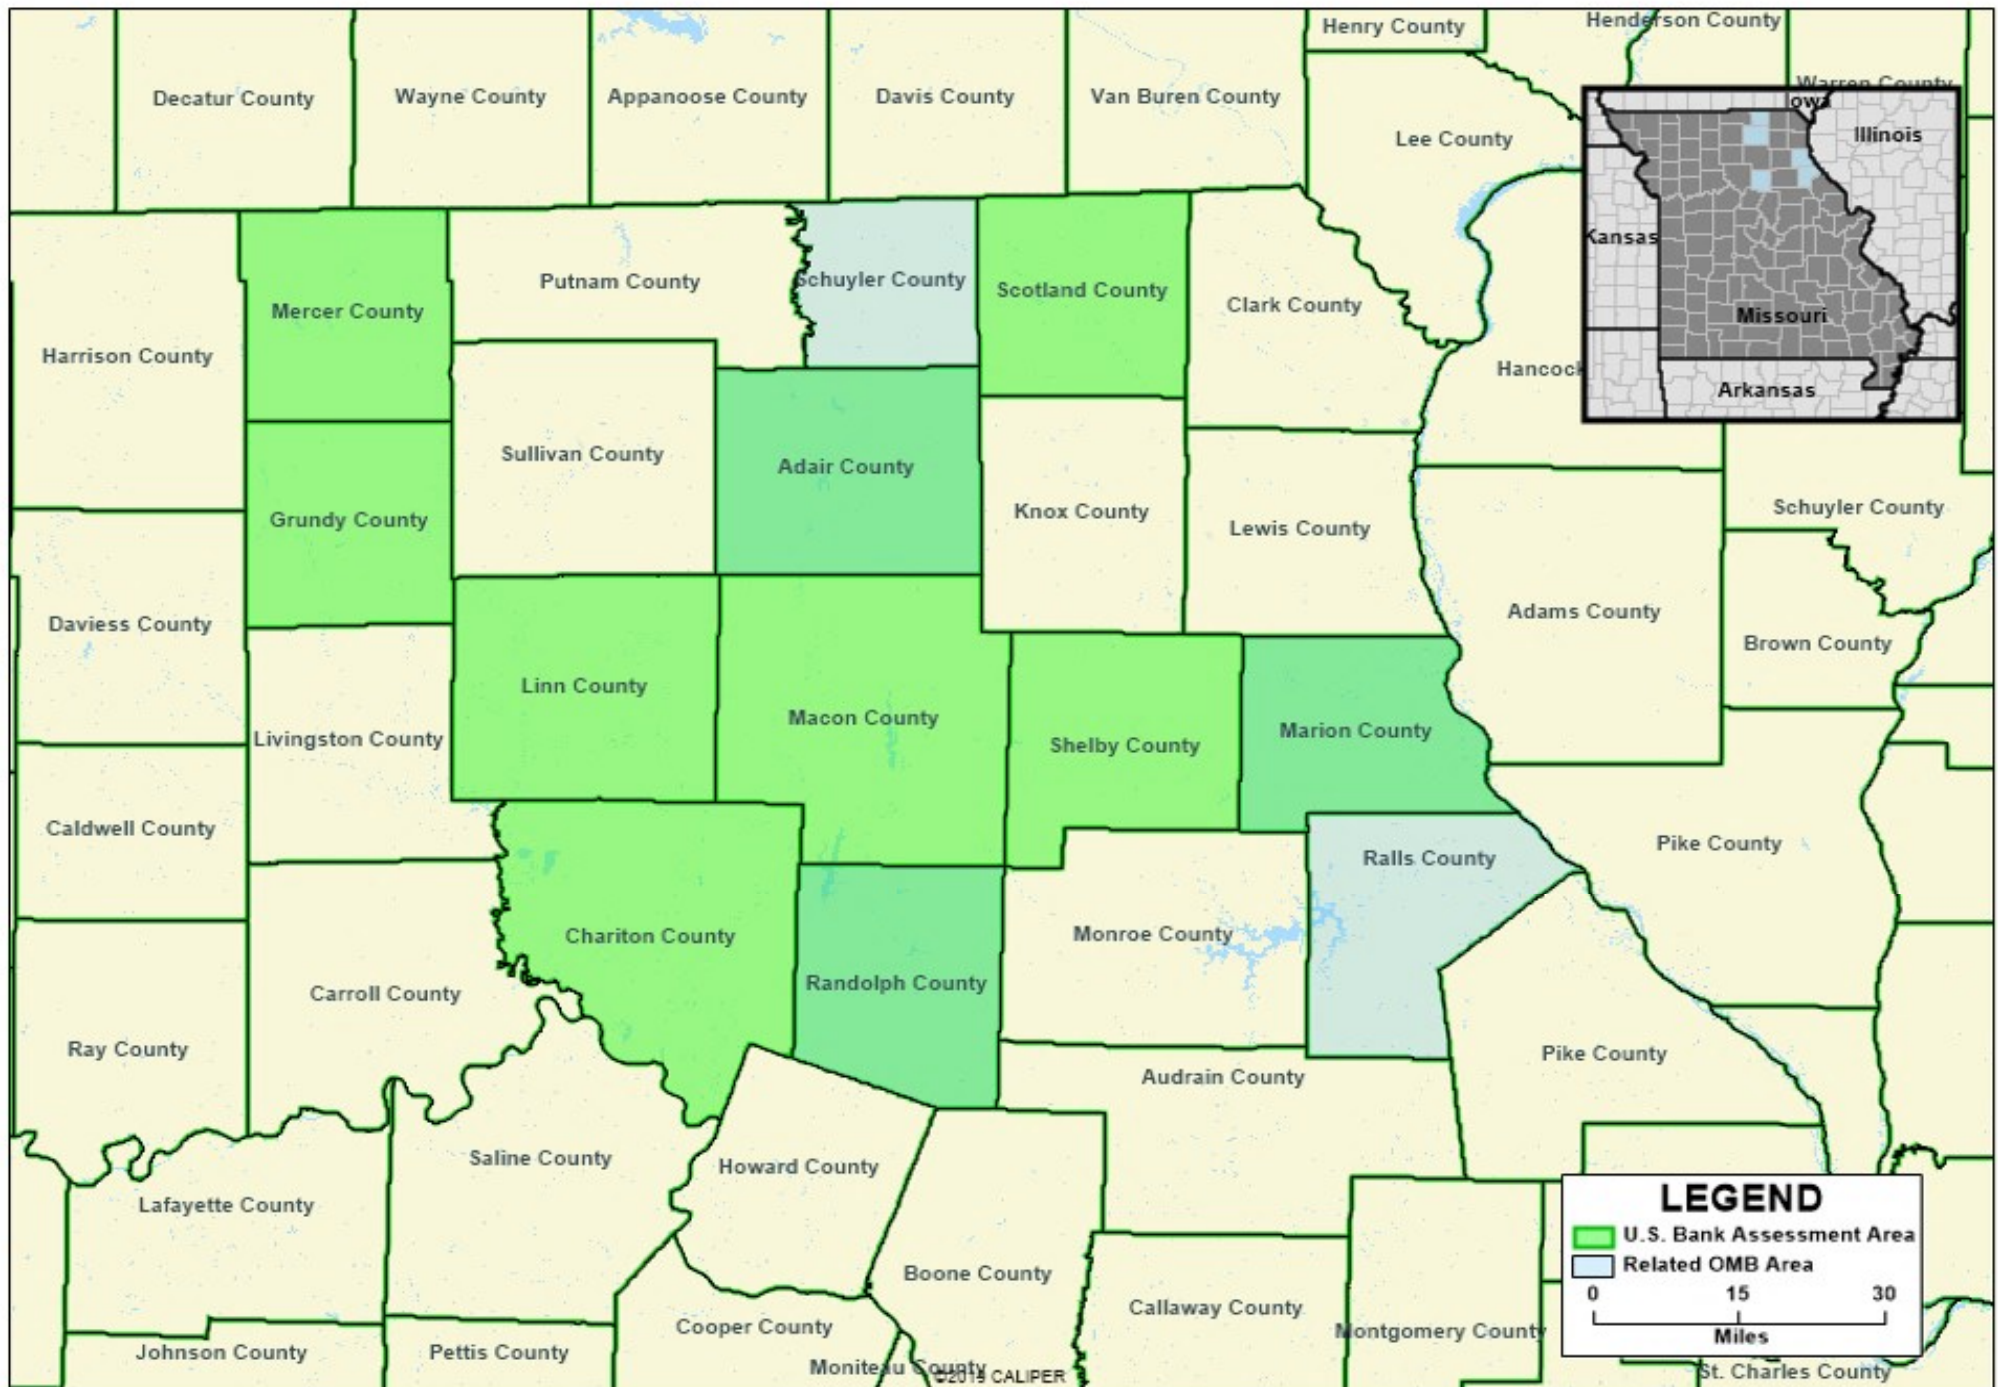 Henry County
Henderson County
Decatur County
Wayne County
Appanoose County
Davis County
Van Buren County
Warren County
Iowa
Illinois
Lee County
Kansas
Missouri
Arkansas
Putnam County
Schuyler County
Scotland County
Clark County
Mercer County
Harrison County
Hancock
Sullivan County
Adair County
Knox County
Lewis County
Schuyler County
Grundy County
Daviess County
Adams County
Brown County
Linn County
Macon County
Shelby County
Marion County
Livingston County
Caldwell County
Ralls County
Pike County
Chariton County
Randolph County
Monroe County
Carroll County
Ray County
Audrain County
Pike County
Saline County
Howard County
Lafayette County
Boone County
Callaway County
Montgomery County
Cooper County
Johnson County
Pettis County
Moniteau County
©2019 CALIPER
St. Charles County
LEGEND
U.S. Bank Assessment Area
Related OMB Area
0 15 30
Miles